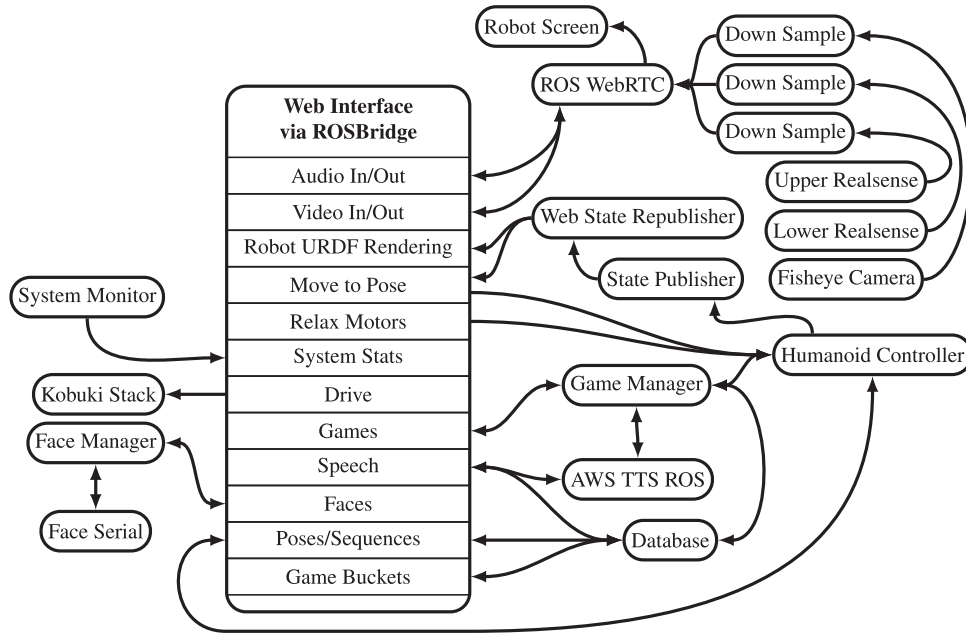 Robot Screen
Down Sample
ROS WebRTC
Down Sample
Down Sample
Upper Realsense
Lower Realsense
Fisheye Camera
Web Interface
via ROSBridge
Audio In/Out
Video In/Out
Robot URDF Rendering
Move to Pose
Relax Motors
System Stats
Drive
Games
Speech
Faces
Poses/Sequences
Game Buckets
Web State Republisher
State Publisher
System Monitor
Humanoid Controller
Kobuki Stack
Game Manager
Face Manager
AWS TTS ROS
Face Serial
Database